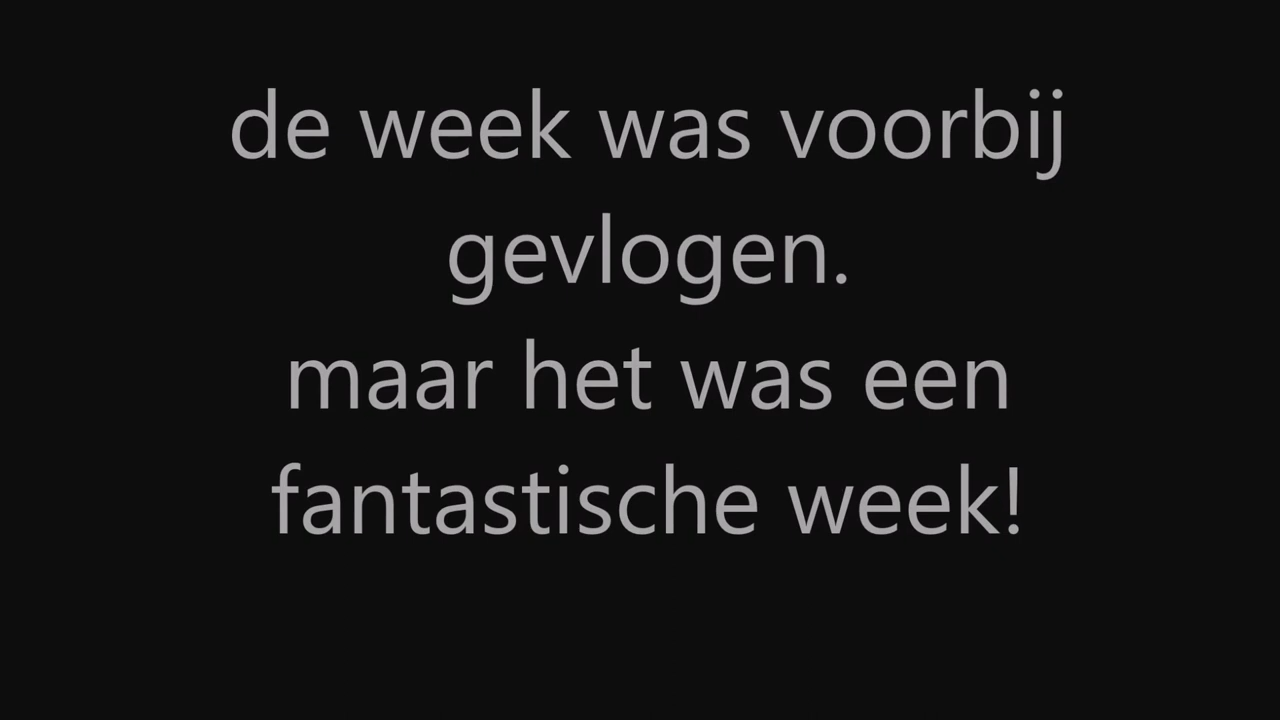 de week was voorbij
gevlogen.
maar het was een
fantastische week!